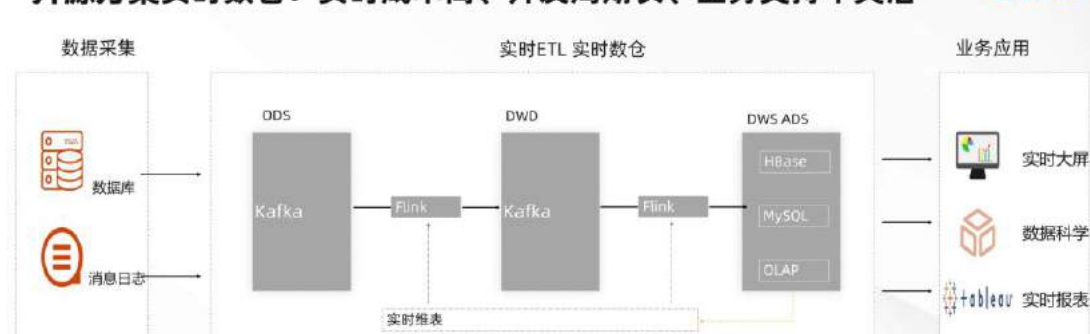 数据采集
实时ETL 实时数仓
业务应用
ODS
DWD
DWS ADS
HBase
实时大屏
数据库
Kafka
Flink
Kafka
Flink
MySQL
数据科学
消息日志
OLAP
tableau 实时报表
实时维表